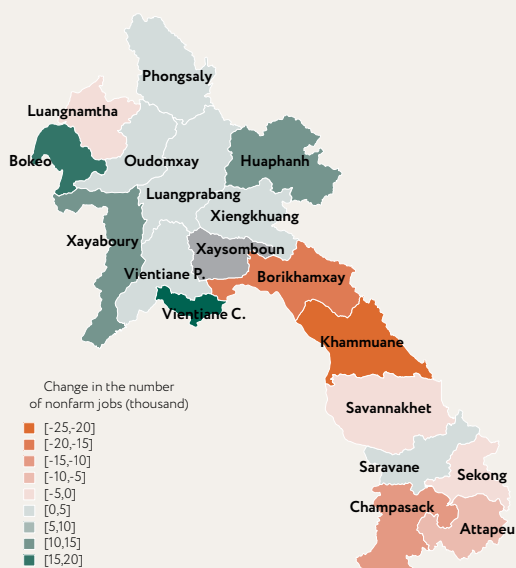 Phongsaly
Luangnamtha
Bokeo
Oudomxay
Huaphanh
Luangprabang
Xiengkhuang
Xayaboury
Xaysomboun
Vientiane P.
Borikhamxay
Vientiane C.
Khammuane
Change in the number
of nonfarm jobs (thousand)
[-25,-20]
[-20,-15]
[-15,-10]
[-10,-5]
[-5,0]
[0,5]
[5,10]
[10,15]
[15,20]
Savannakhet
Saravane
Sekong
Champasack
Attapeu